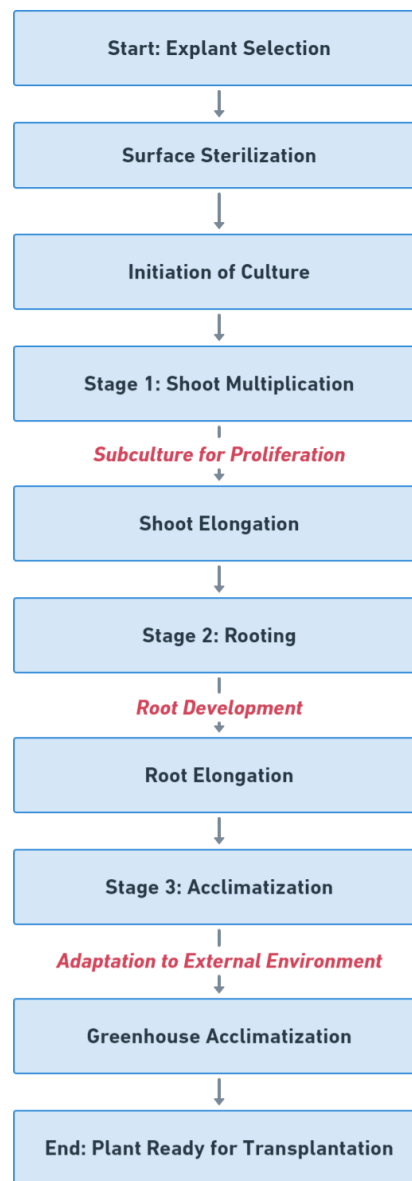 Start: Explant Selection
Surface Sterilization
Initiation of Culture
Stage 1: Shoot Multiplication
Subculture for Proliferation
Shoot Elongation
Stage 2: Rooting
Root Development
Root Elongation
Stage 3: Acclimatization
Adaptation to External Environment
Greenhouse Acclimatization
End: Plant Ready for Transplantation